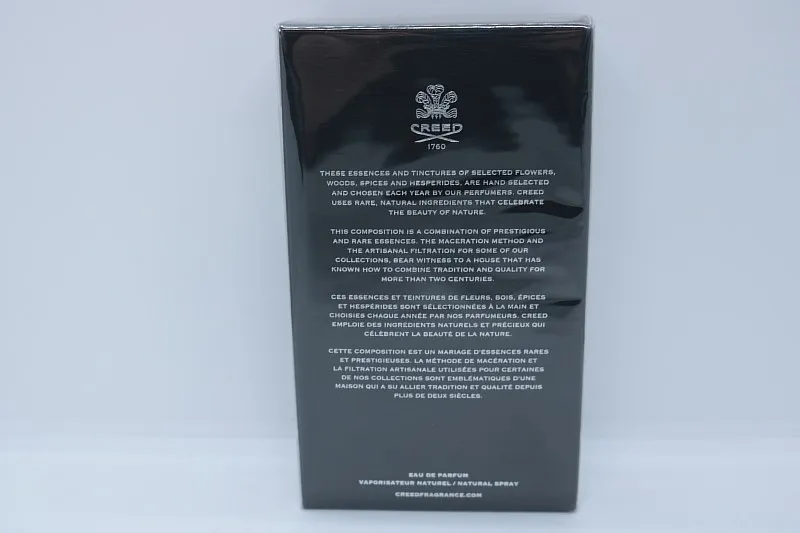 CREED
1760
THESE ESSENCES AND TINCTURES OF SELECTED FLOWERS,
WOODS, SPICES AND HESPERIDES, ARE HAND SELECTED
AND CHOSEN EACH YEAR BY OUR PERFUMERS. CREED
USES RARE, NATURAL INGREDIENTS THAT CELEBRATE
THE BEAUTY OF NATURE.
THIS COMPOSITION IS A COMBINATION OF PRESTIGIOUS
AND RARE ESSENCES. THE MACERATION METHOD AND
THE ARTISANAL FILTRATION FOR SOME OF OUR
COLLECTIONS, BEAR WITNESS TO A HOUSE THAT HAS
KNOWN HOW TO COMBINE TRADITION AND QUALITY FOR
MORE THAN TWO CENTURIES.
CES ESSENCES ET TEINTURES DE FLEURS, BOIS, ÉPICES
ET HESPÉRIDES SONT SÉLECTIONNÉES À LA MAIN ET
CHOISIES CHAQUE ANNÉE PAR NOS PARFUMEURS. CREED
EMPLOIE DES INGREDIENTS NATURELS ET PRÉCIEUX QUI
CÉLÈBRENT LA BEAUTÉ DE LA NATURE.
CETTE COMPOSITION EST UN MARIAGE D'ESSENCES RARES
ET PRESTIGIEUSES. LA MÉTHODE DE MACÉRATION ET
LA FILTRATION ARTISANALE UTILISÉES POUR CERTAINES
DE NOS COLLECTIONS SONT EMBLÉMATIQUES D'UNE
MAISON QUI A SU ALLIER TRADITION ET QUALITÉ DEPUIS
PLUS DE DEUX SIÈCLES.
EAU DE PARFUM
VAPORISATEUR NATUREL / NATURAL SPRAY
CREEDFRAGRANCE.COM